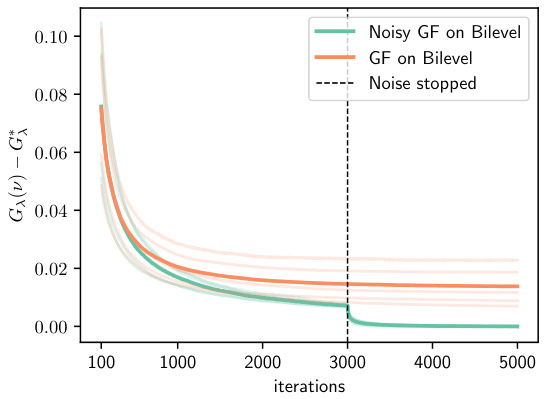 Noisy GF on Bilevel
GF on Bilevel
Noise stopped
G_λ(ν) − G*_λ
0.10
0.08
0.06
0.04
0.02
0.00
100
1000
2000
3000
4000
5000
iterations